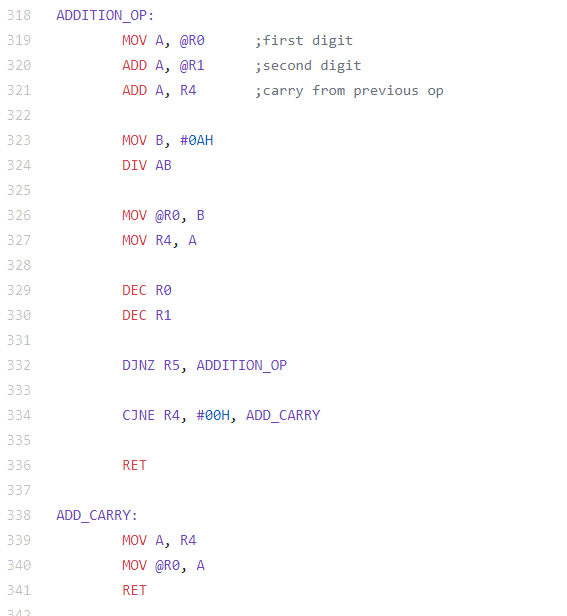 318 ADDITION_OP:
319 MOV A, @R0 ;first digit
320 ADD A, @R1 ;second digit
321 ADD A, R4 ;carry from previous op
322
323 MOV B, #0AH
324 DIV AB
325
326 MOV @R0, B
327 MOV R4, A
328
329 DEC R0
330 DEC R1
331
332 DJNZ R5, ADDITION_OP
333
334 CJNE R4, #00H, ADD_CARRY
335
336 RET
337
338 ADD_CARRY:
339 MOV A, R4
340 MOV @R0, A
341 RET
342